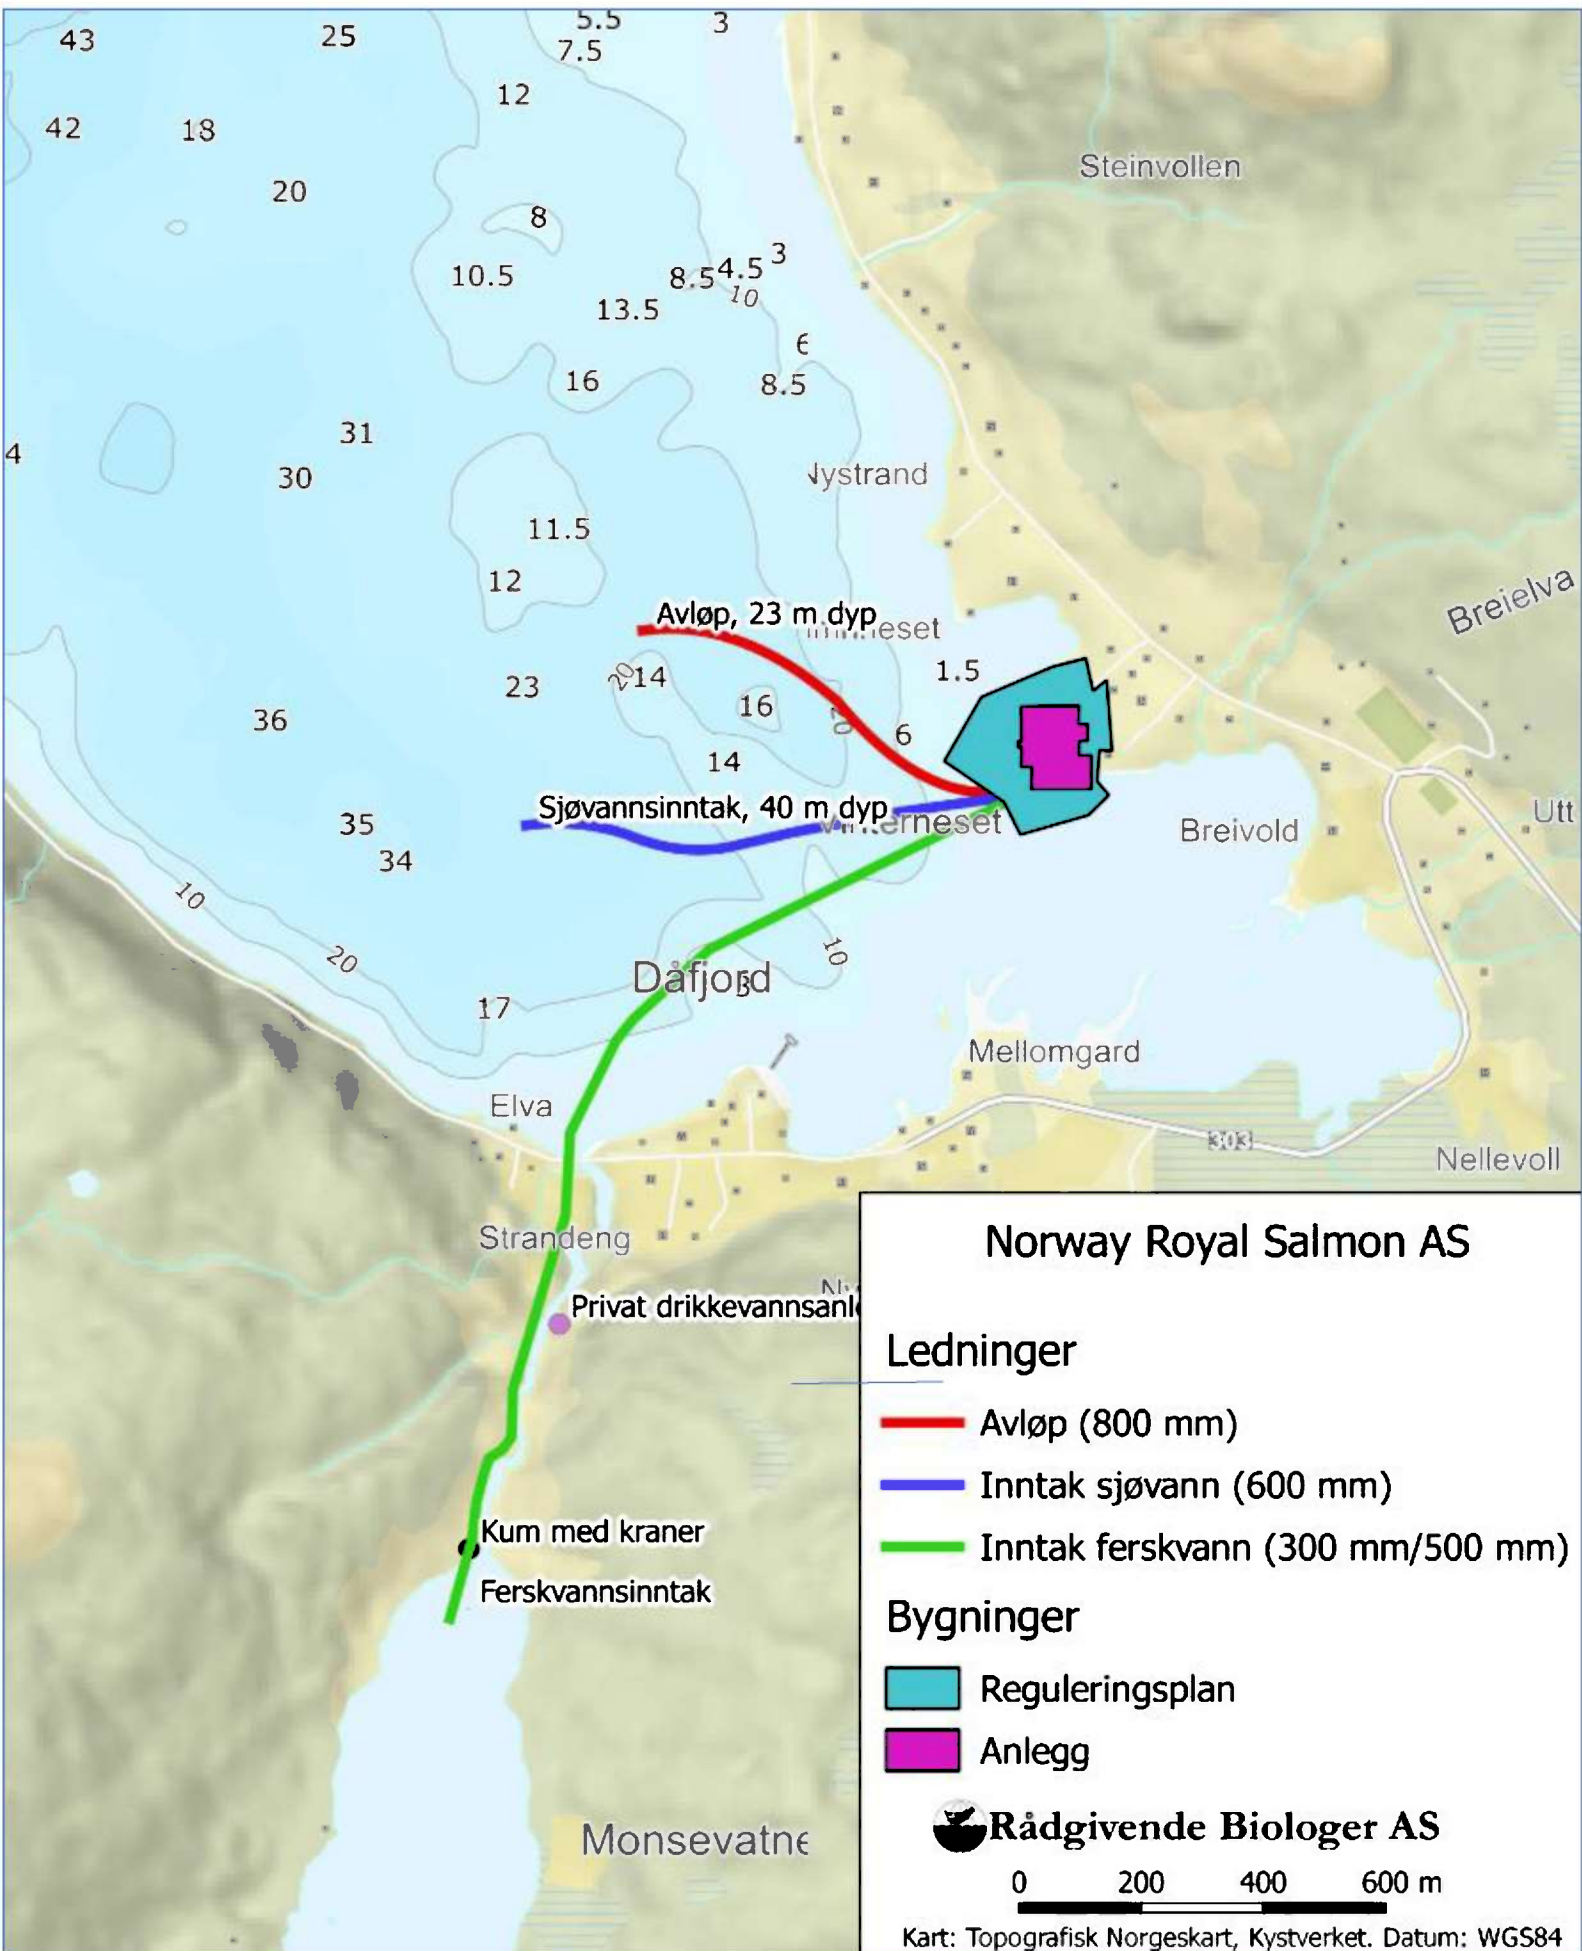 5.5
3
43
25
7.5
12
42
18
Steinvollen
20
8
3
10.5
8.5
4.5
10
13.5
6
16
8.5
31
4
30
11.5
12
Breielva
Avløp, 23 m dyp
1.5
20
14
23
16
36
20
6
14
Sjøvannsinntak, 40 m dyp
35
Breivold
Utt
34
10
20
10
Dåfjord
17
Mellomgard
Elva
303
Nellevoll
Strandeng
Privat drikkevannsanl
Kum med kraner
Ferskvannsinntak
Monsevatne
Norway Royal Salmon AS
Ledninger
Avløp (800 mm)
Inntak sjøvann (600 mm)
Inntak ferskvann (300 mm/500 mm)
Bygninger
Reguleringsplan
Anlegg
Rådgivende Biologer AS
0 200 400 600 m
Kart: Topografisk Norgeskart, Kystverket. Datum: WGS84